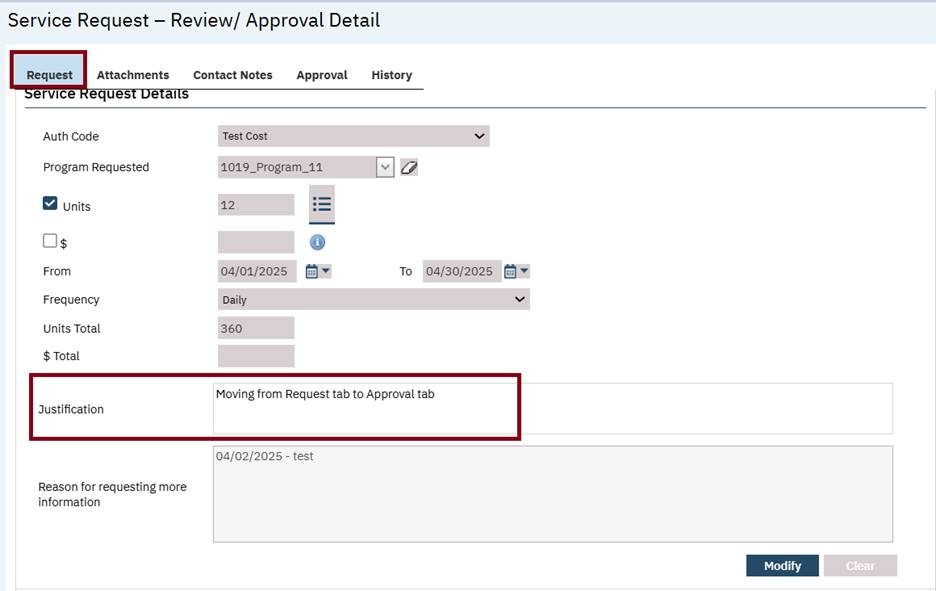 Service Request – Review/ Approval Detail
Request Attachments Contact Notes Approval History
Service Request Details
Auth Code Test Cost
Program Requested 1019_Program_11
Units 12
$
From 04/01/2025 To 04/30/2025
Frequency Daily
Units Total 360
$ Total
Justification Moving from Request tab to Approval tab
04/02/2025 - test
Reason for requesting more
information
Modify Clear